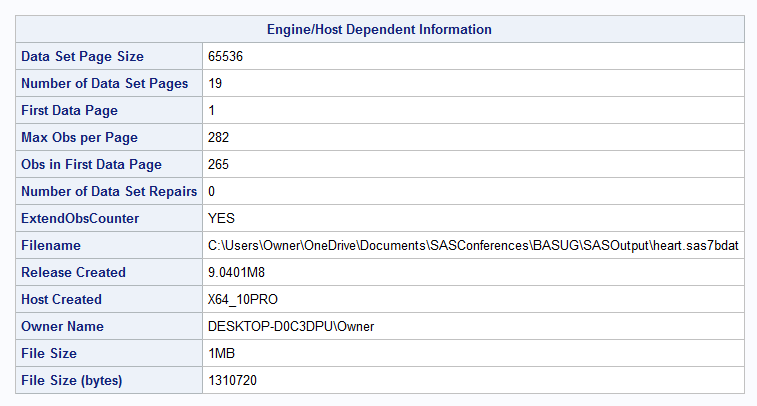 Engine/Host Dependent Information
Data Set Page Size 65536
Number of Data Set Pages 19
First Data Page 1
Max Obs per Page 282
Obs in First Data Page 265
Number of Data Set Repairs 0
ExtendObsCounter YES
Filename C:\Users\Owner\OneDrive\Documents\SASConferences\BASUG\SASOutput\heart.sas7bdat
Release Created 9.0401M8
Host Created X64_10PRO
Owner Name DESKTOP-D0C3DPU\Owner
File Size 1MB
File Size (bytes) 1310720